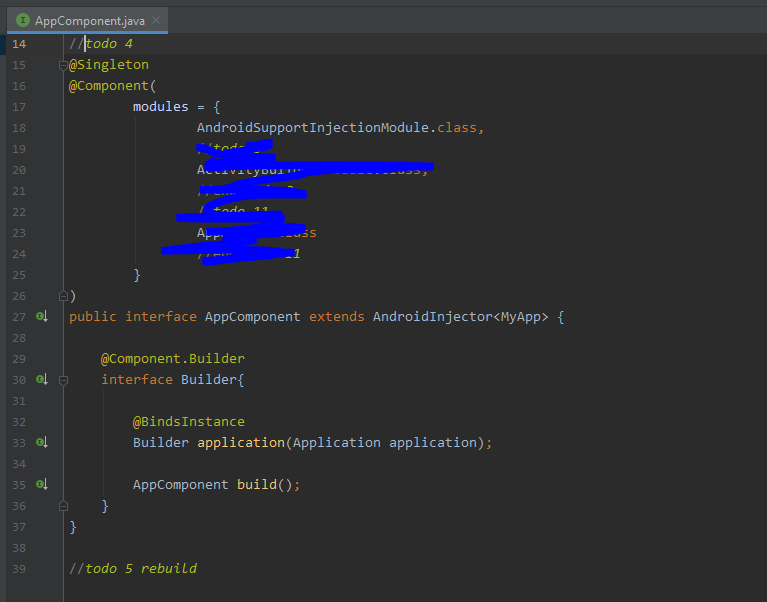 AppComponent.java
14 //todo 4
15 @Singleton
16 @Component(
17 modules = {
18 AndroidSupportInjectionModule.class,
19
20
21
22
23
24
25 }
26 )
27 public interface AppComponent extends AndroidInjector<MyApp> {
28
29 @Component.Builder
30 interface Builder{
31
32 @BindsInstance
33 Builder application(Application application);
34
35 AppComponent build();
36 }
37 }
38
39 //todo 5 rebuild